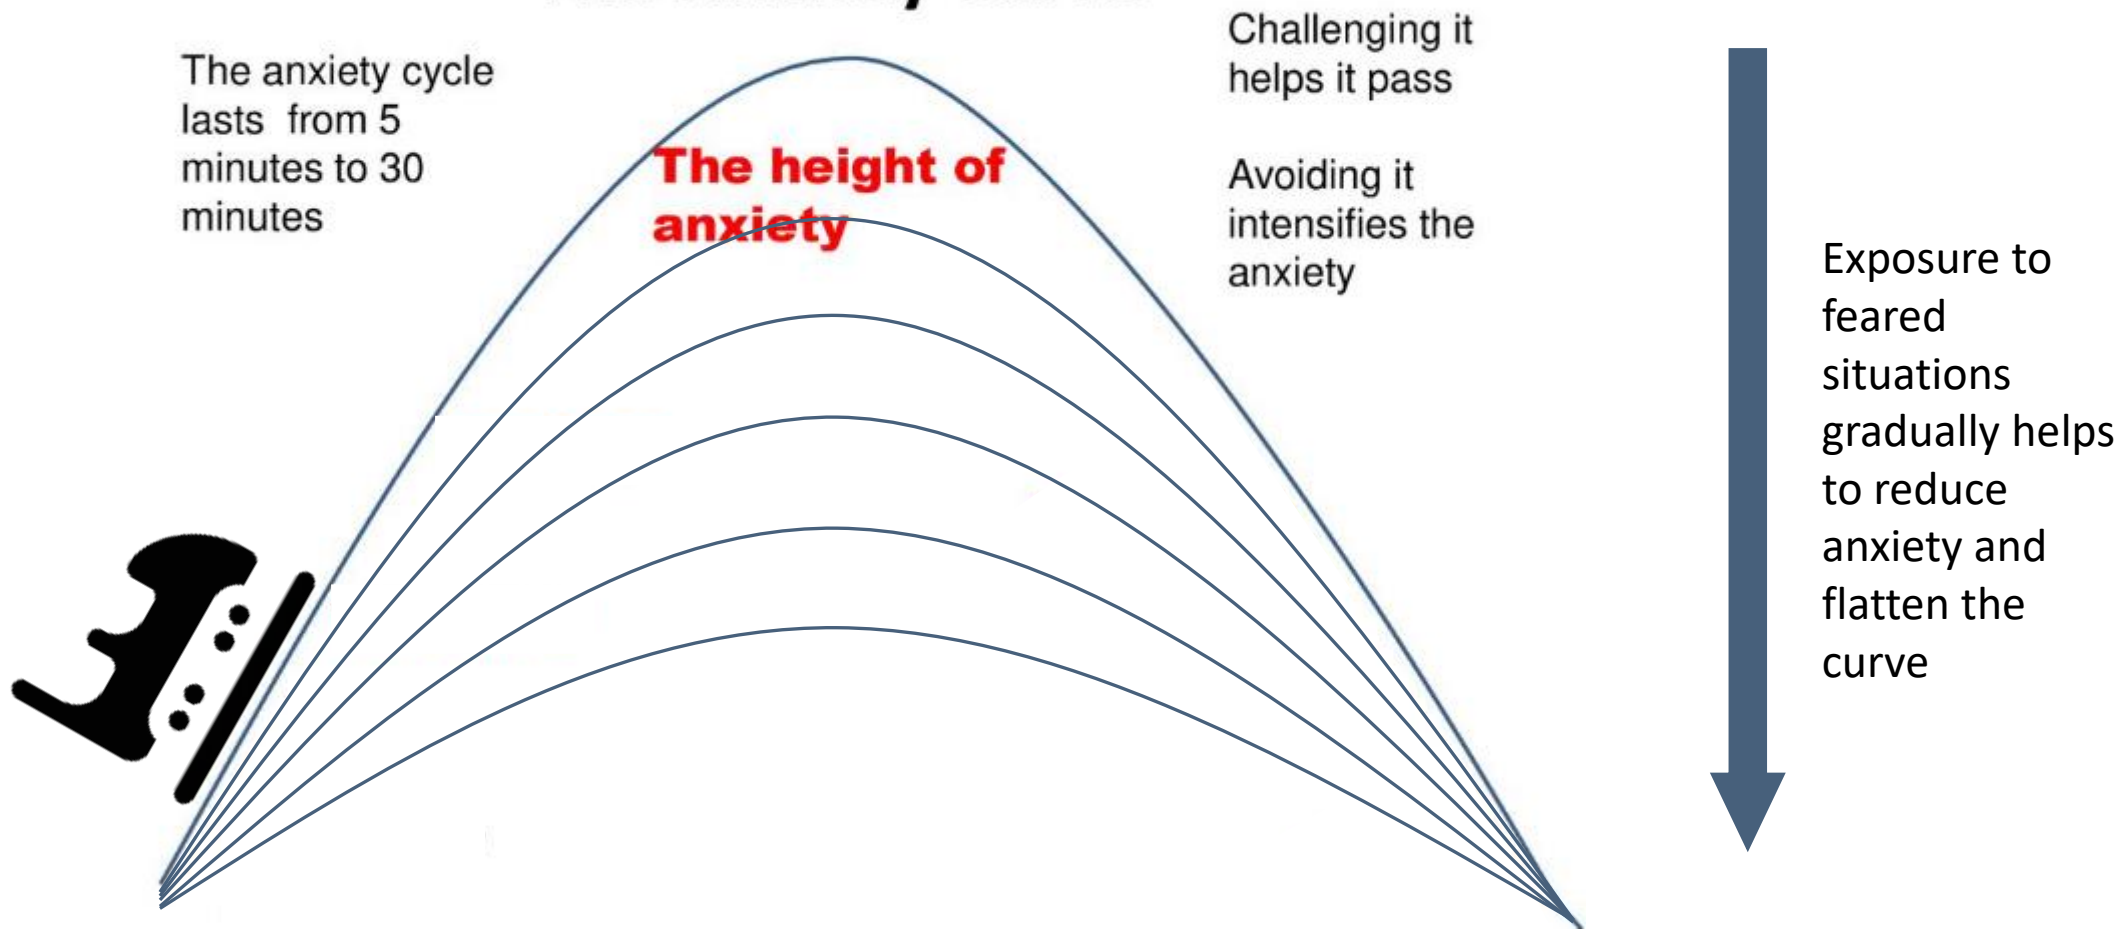 The anxiety cycle
lasts from 5
minutes to 30
minutes
The height of
anxiety
Challenging it
helps it pass
Avoiding it
intensifies the
anxiety
Exposure to
feared
situations
gradually helps
to reduce
anxiety and
flatten the
curve